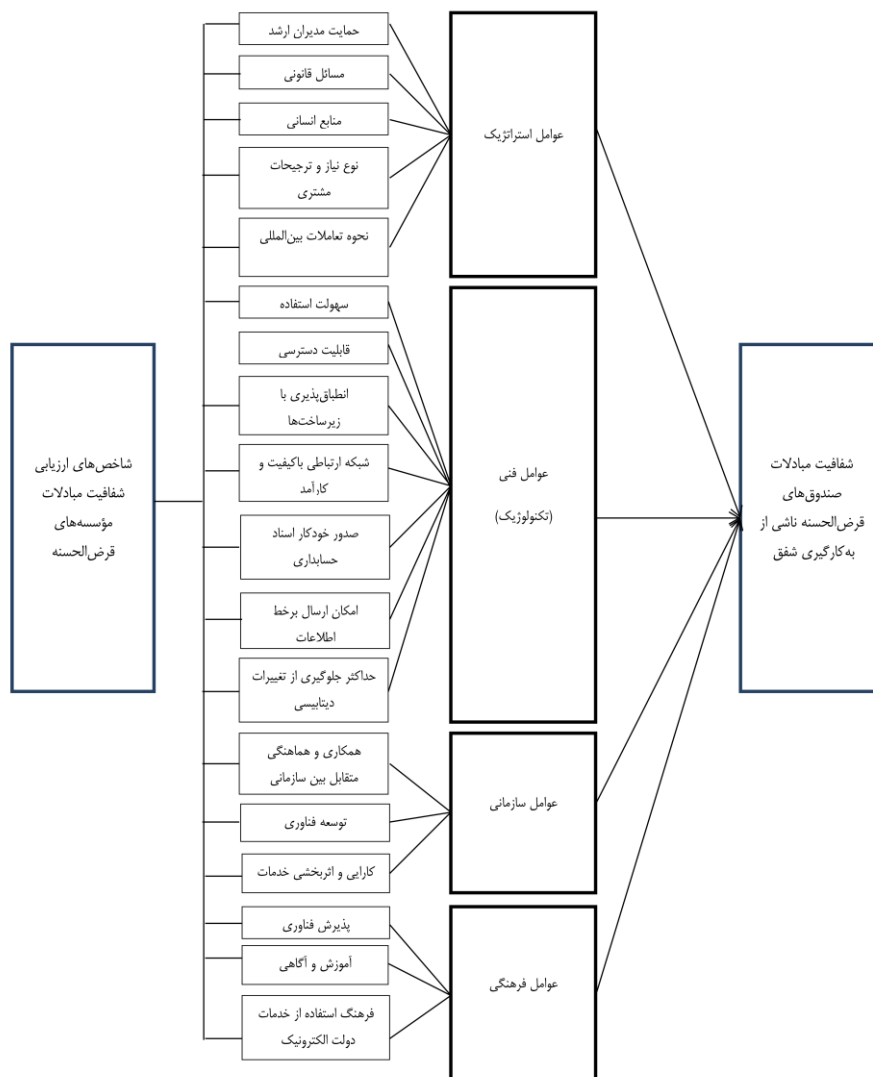 حمایت مدیران ارشد
مسائل قانونی
منابع انسانی
نوع نیاز و ترجیحات
مشتری
نحوه تعاملات بین‌المللی
عوامل استراتژیک
سهولت استفاده
قابلیت دسترسی
انطباق‌پذیری با
زیرساخت‌ها
شبکه ارتباطی باکیفیت و
کارآمد
صدور خودکار اسناد
حسابداری
امکان ارسال برخط
اطلاعات
حداکثر جلوگیری از تغییرات
دیتابیسی
عوامل فنی
(تکنولوژیک)
همکاری و هماهنگی
متقابل بین سازمانی
توسعه فناوری
کارایی و اثربخشی خدمات
عوامل سازمانی
پذیرش فناوری
آموزش و آگاهی
فرهنگ استفاده از خدمات
دولت الکترونیک
عوامل فرهنگی
شفافیت مبادلات
صندوق‌های
قرض‌الحسنه ناشی از
به‌کارگیری شفق
شاخص‌های ارزیابی
شفافیت مبادلات
مؤسسه‌های
قرض‌الحسنه